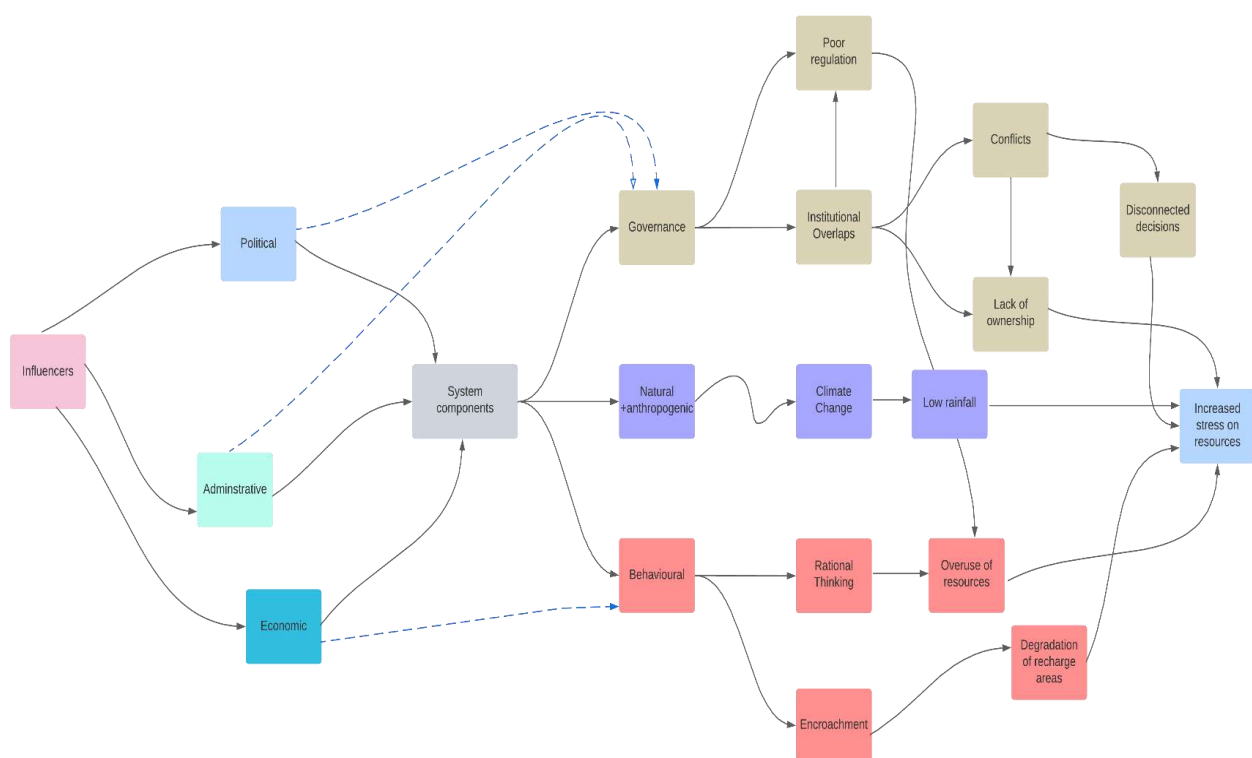 Poor
regulation
Conflicts
Political
Governance
Institutional
Overlaps
Disconnected
decisions
Lack of
ownership
Influencers
System
components
Natural
+anthropogenic
Climate
Change
Low rainfall
Increased
stress on
resources
Adminstrative
Behavioural
Rational
Thinking
Overuse of
resources
Economic
Degradation
of recharge
areas
Encroachment